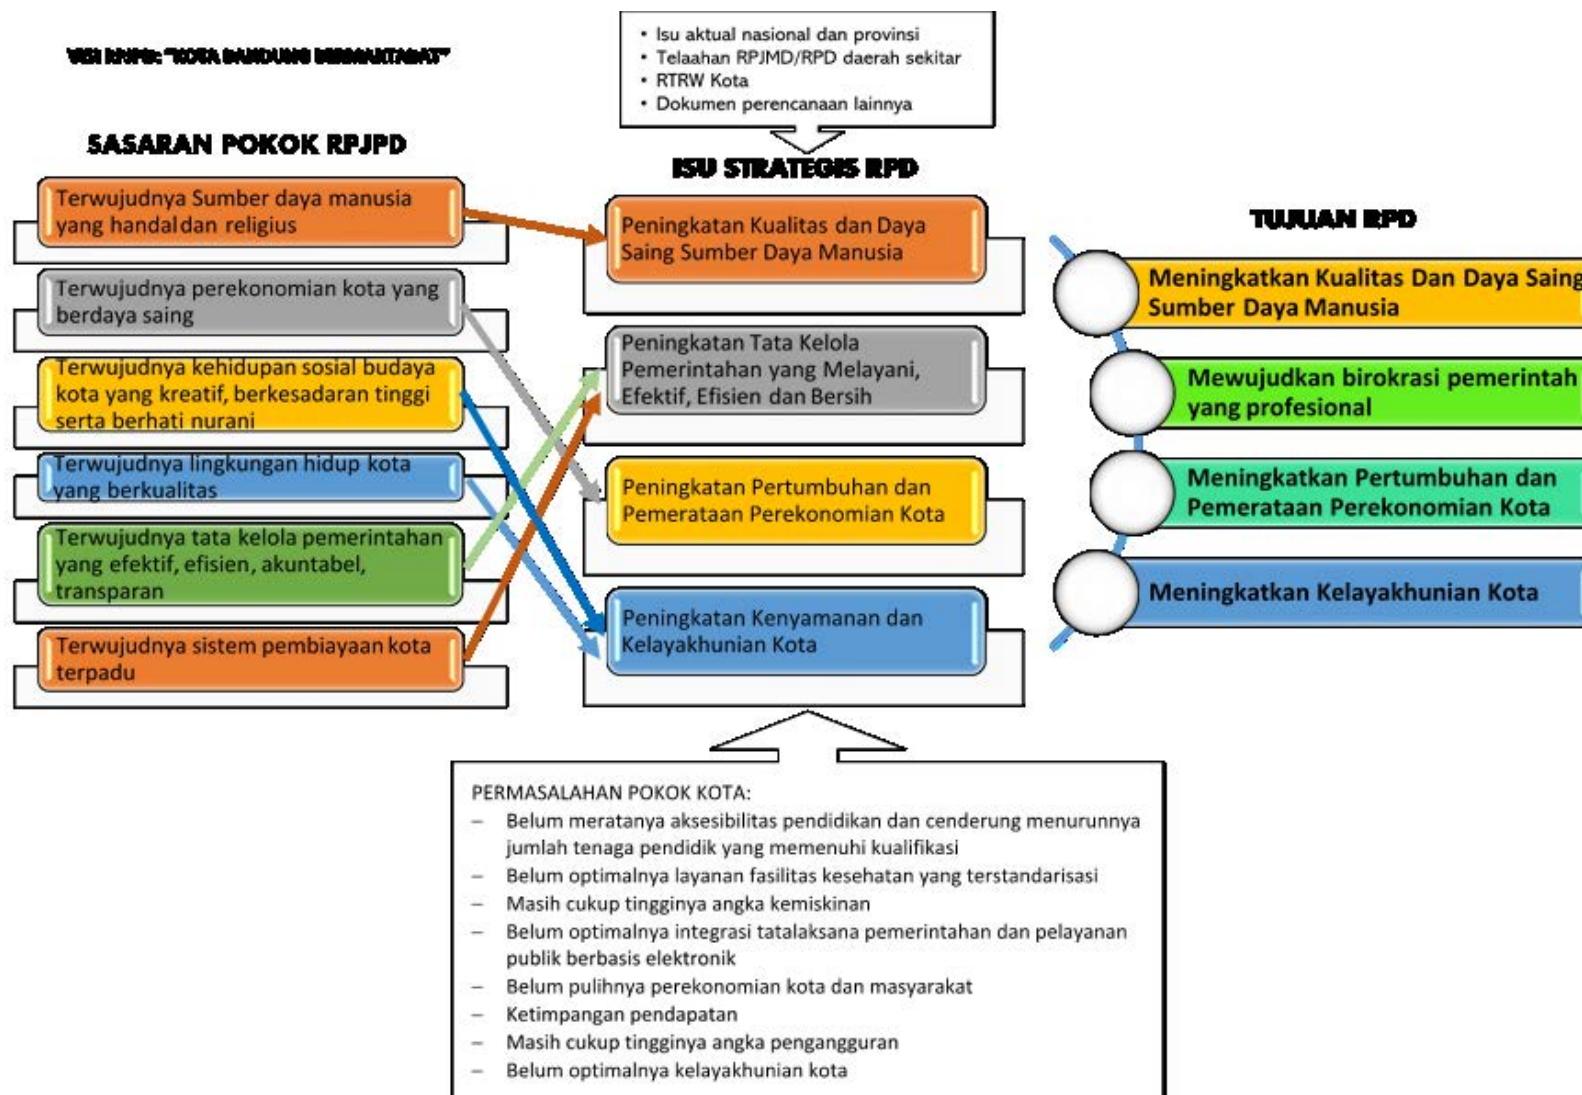 VISI RPJPD: "KOTA BANDUNG BERMARTABAT"
• Isu aktual nasional dan provinsi
• Telaahan RPJMD/RPD daerah sekitar
• RTRW Kota
• Dokumen perencanaan lainnya
SASARAN POKOK RPJPD
Terwujudnya Sumber daya manusia
yang handal dan religius
Terwujudnya perekonomian kota yang
berdaya saing
Terwujudnya kehidupan sosial budaya
kota yang kreatif, berkesadaran tinggi
serta berhati nurani
Terwujudnya lingkungan hidup kota
yang berkualitas
Terwujudnya tata kelola pemerintahan
yang efektif, efisien, akuntabel,
transparan
Terwujudnya sistem pembiayaan kota
terpadu
ISU STRATEGIS RPD
Peningkatan Kualitas dan Daya
Saing Sumber Daya Manusia
Peningkatan Tata Kelola
Pemerintahan yang Melayani,
Efektif, Efisien dan Bersih
Peningkatan Pertumbuhan dan
Pemerataan Perekonomian Kota
Peningkatan Kenyamanan dan
Kelayakhunian Kota
TUJUAN RPD
Meningkatkan Kualitas Dan Daya Saing
Sumber Daya Manusia
Mewujudkan birokrasi pemerintah
yang profesional
Meningkatkan Pertumbuhan dan
Pemerataan Perekonomian Kota
Meningkatkan Kelayakhunian Kota
PERMASALAHAN POKOK KOTA:
– Belum meratanya aksesibilitas pendidikan dan cenderung menurunnya
jumlah tenaga pendidik yang memenuhi kualifikasi
– Belum optimalnya layanan fasilitas kesehatan yang terstandarisasi
– Masih cukup tingginya angka kemiskinan
– Belum optimalnya integrasi tatalaksana pemerintahan dan pelayanan
publik berbasis elektronik
– Belum pulihnya perekonomian kota dan masyarakat
– Ketimpangan pendapatan
– Masih cukup tingginya angka pengangguran
– Belum optimalnya kelayakhunian kota